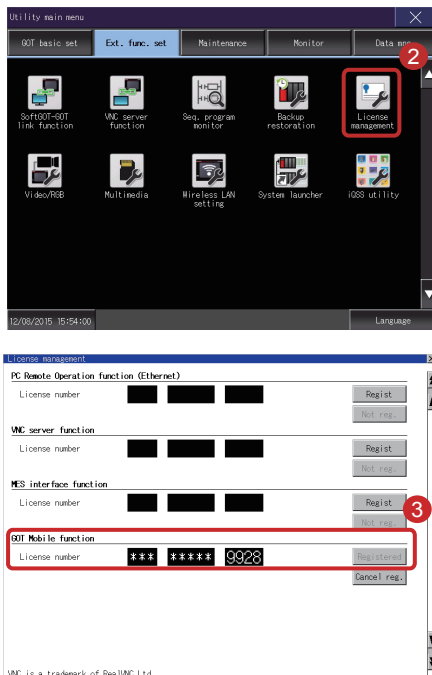 Utility main menu
GOT basic set Ext. func. set Maintenance Monitor Data
2
SoftGOT-GOT link function
VNC server function
Seq. program monitor
Backup restoration
License management
Video/RGB
Multimedia
Wireless LAN setting
System launcher
iQSS utility
12/08/2015 15:54:00 Language
License management
PC Remote Operation function (Ethernet)
License number Regist
Not reg.
VNC server function
License number Regist
Not reg.
MES interface function
License number Regist
3
Not reg.
GOT Mobile function
License number *** ***** 9928 Registered
Cancel reg.
VNC is a trademark of RealVNC Ltd